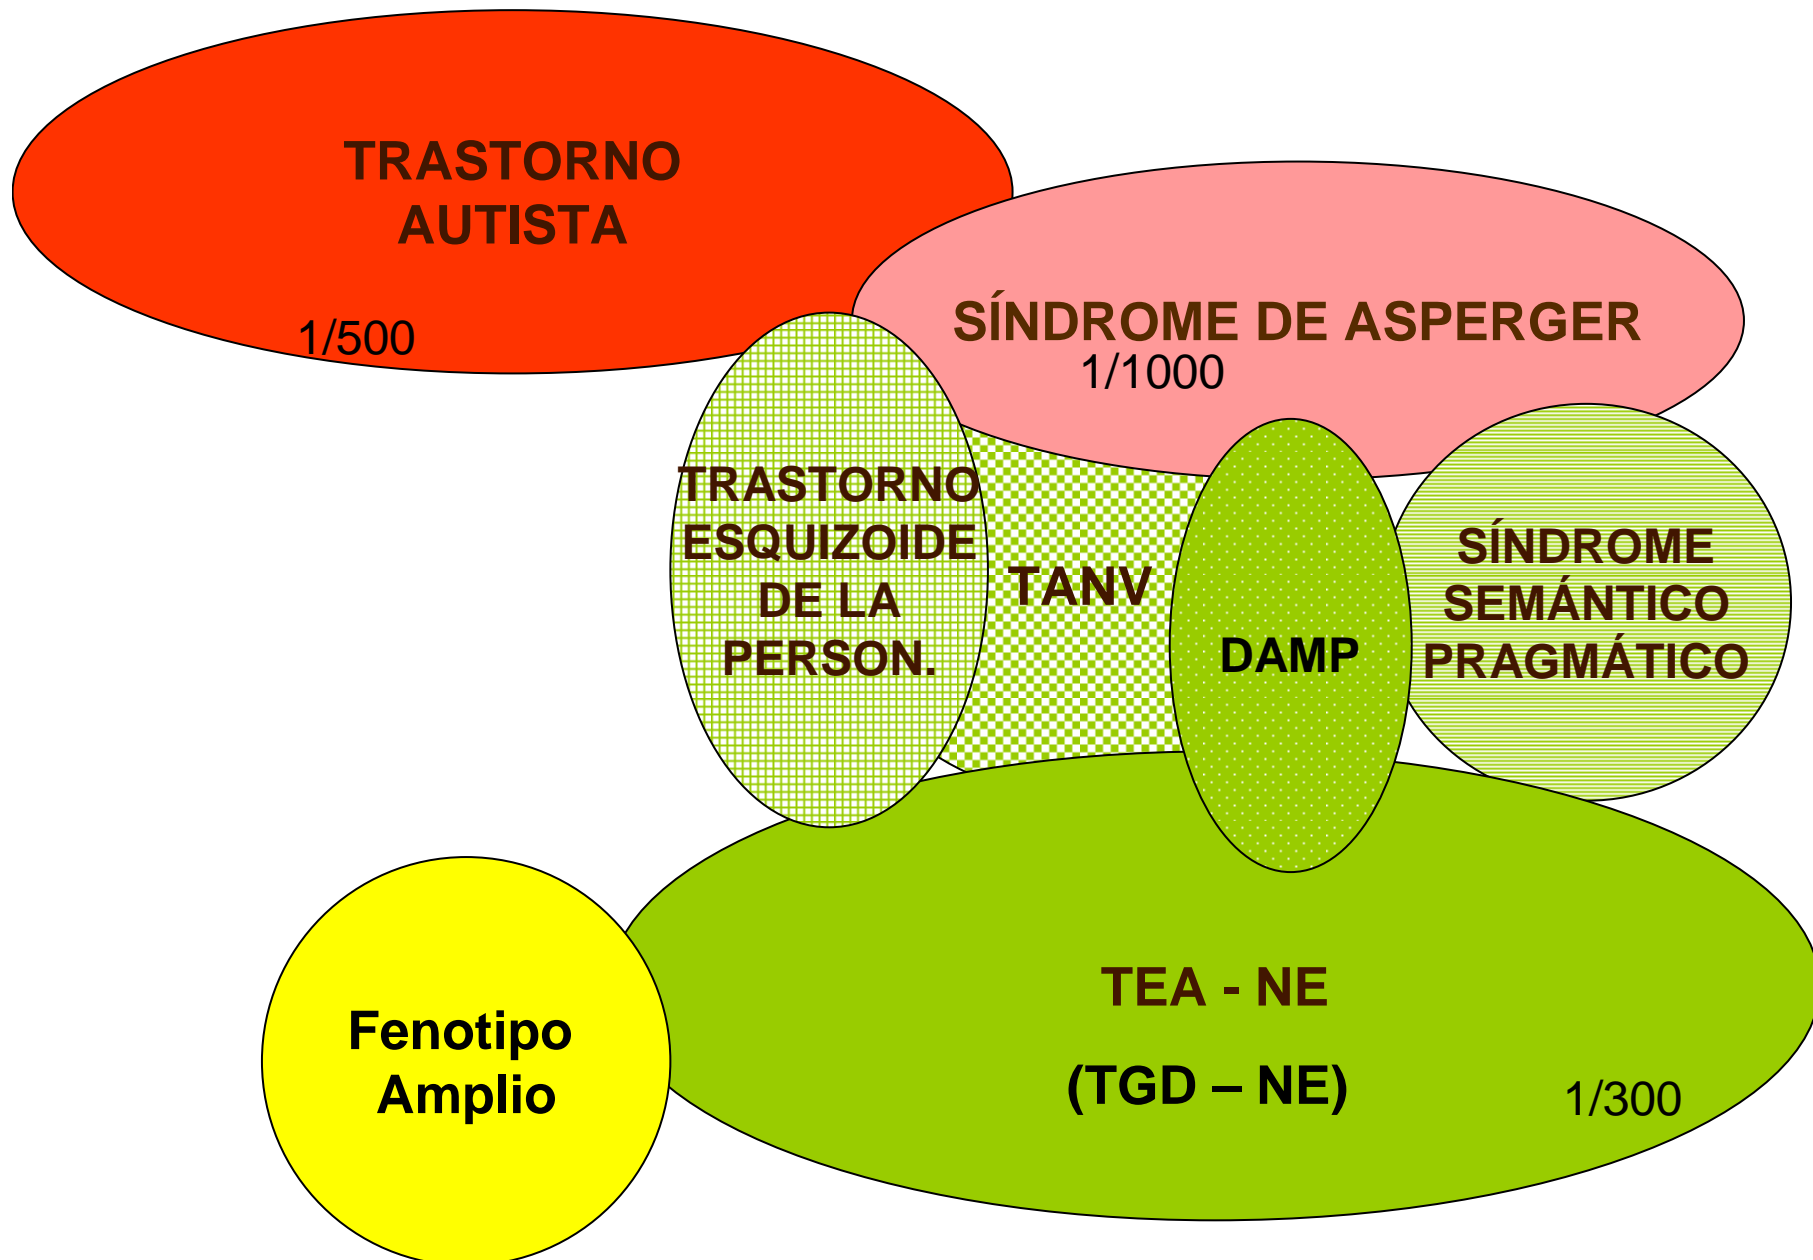 TRASTORNO
AUTISTA
1/500
SÍNDROME DE ASPERGER
1/1000
TRASTORNO
ESQUIZOIDE
DE LA
PERSON.
TANV
DAMP
SÍNDROME
SEMÁNTICO
PRAGMÁTICO
Fenotipo
Amplio
TEA - NE
(TGD – NE)
1/300